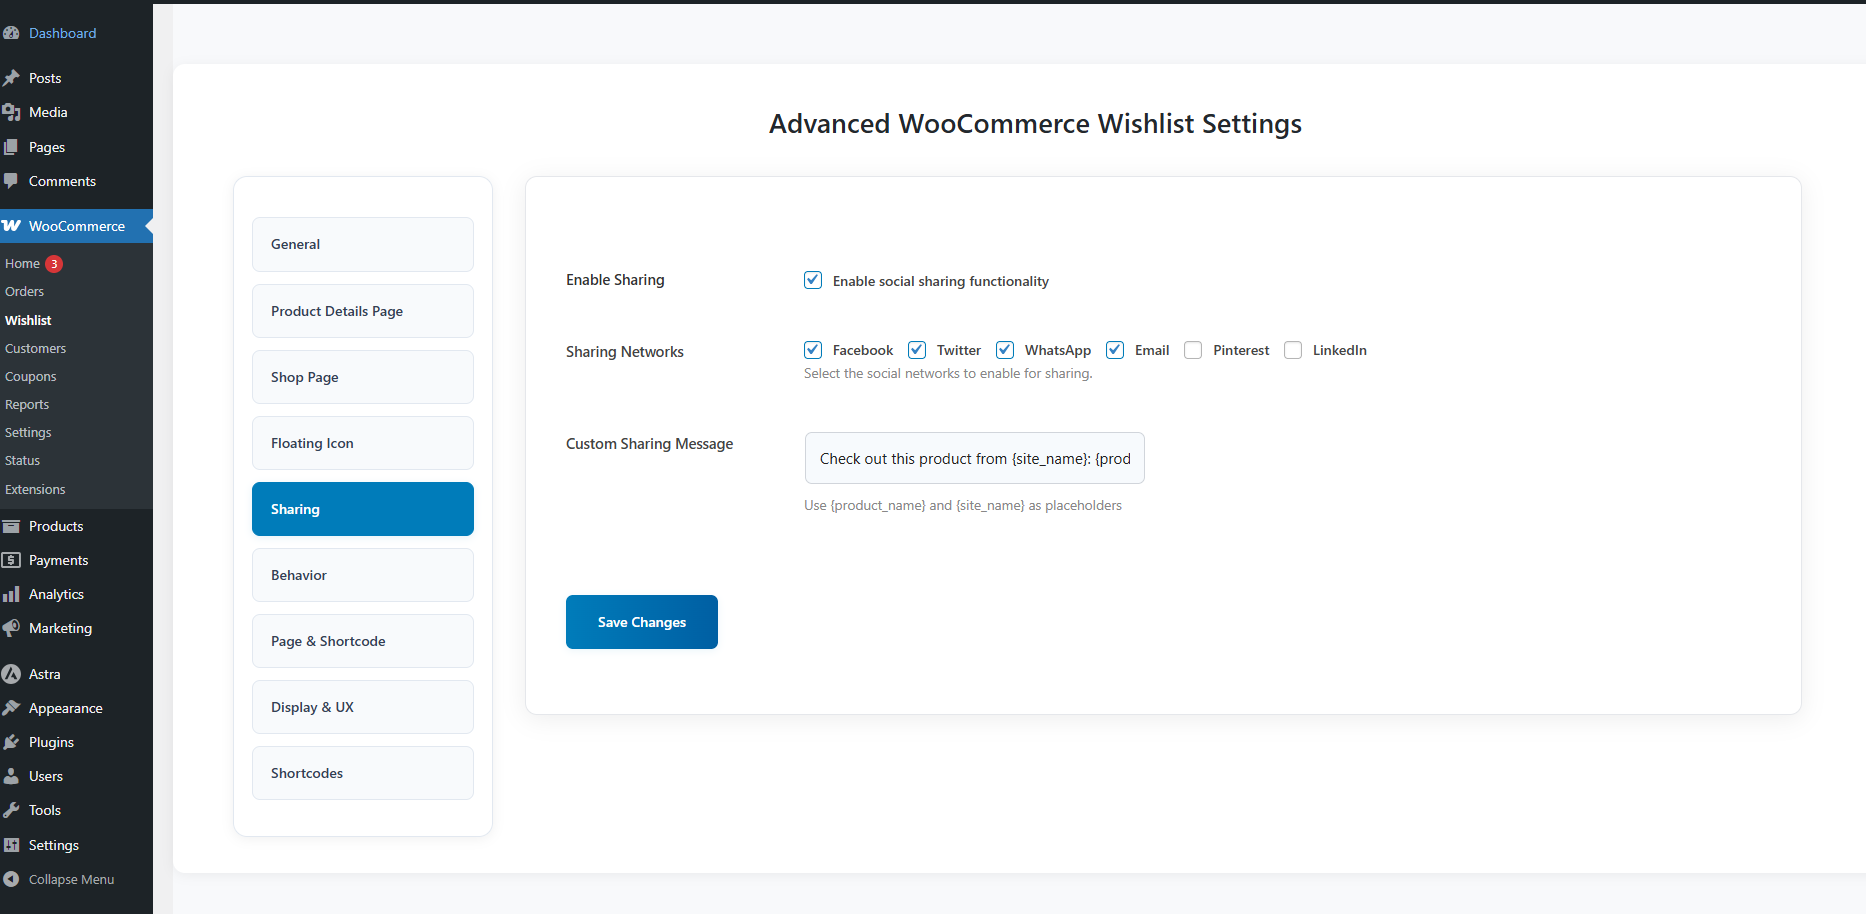 Dashboard
Posts
Media
Pages
Comments
WooCommerce
Home 3
Orders
Wishlist
Customers
Coupons
Reports
Settings
Status
Extensions
Products
Payments
Analytics
Marketing
Astra
Appearance
Plugins
Users
Tools
Settings
Collapse Menu
Advanced WooCommerce Wishlist Settings
General
Product Details Page
Shop Page
Floating Icon
Sharing
Behavior
Page & Shortcode
Display & UX
Shortcodes
Enable Sharing
Enable social sharing functionality
Sharing Networks
Facebook Twitter WhatsApp Email Pinterest LinkedIn
Select the social networks to enable for sharing.
Custom Sharing Message
Check out this product from {site_name}: {prod
Use {product_name} and {site_name} as placeholders
Save Changes